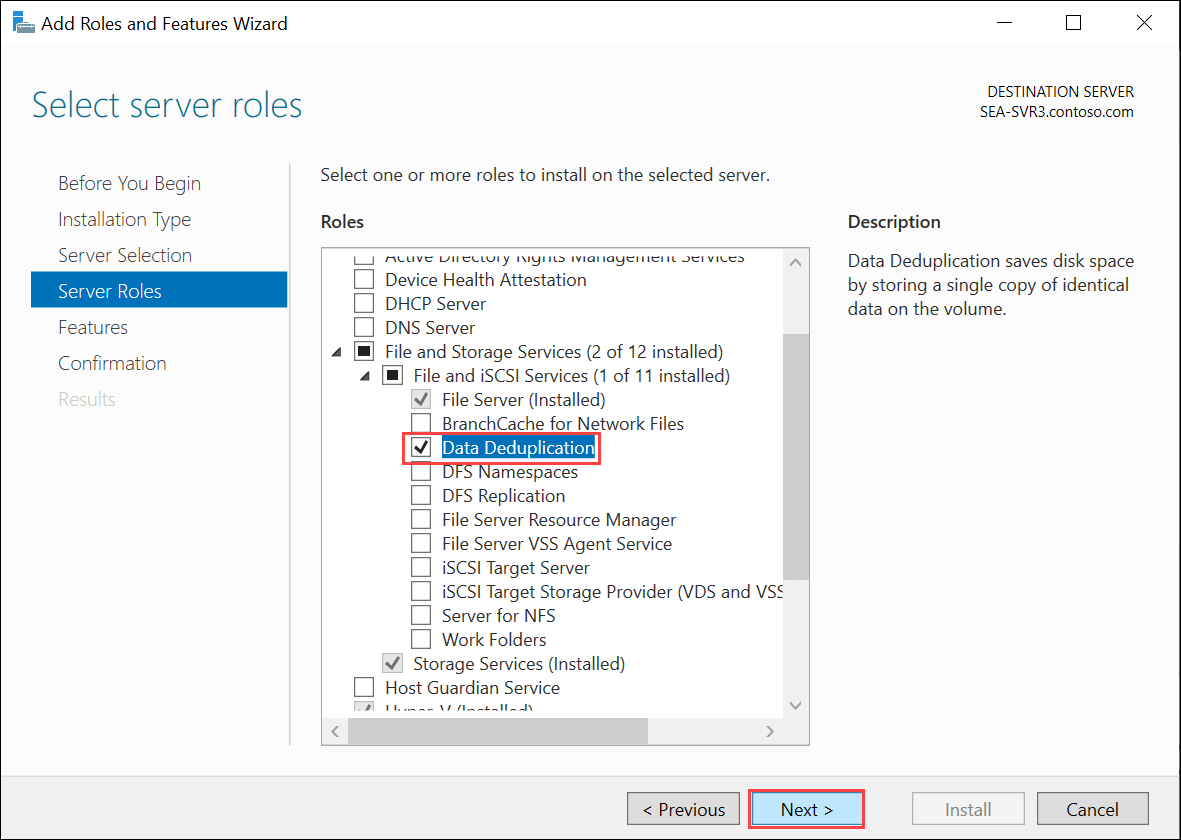 Add Roles and Features Wizard
Select server roles
DESTINATION SERVER
SEA-SVR3.contoso.com
Before You Begin
Installation Type
Server Selection
Server Roles
Features
Confirmation
Results
Select one or more roles to install on the selected server.
Roles
Active Directory Rights Management Services
Device Health Attestation
DHCP Server
DNS Server
File and Storage Services (2 of 12 installed)
File and iSCSI Services (1 of 11 installed)
File Server (Installed)
BranchCache for Network Files
Data Deduplication
DFS Namespaces
DFS Replication
File Server Resource Manager
File Server VSS Agent Service
iSCSI Target Server
iSCSI Target Storage Provider (VDS and VSS
Server for NFS
Work Folders
Storage Services (Installed)
Host Guardian Service
Hyper-V (Installed)
Description
Data Deduplication saves disk space
by storing a single copy of identical
data on the volume.
< Previous
Next >
Install
Cancel